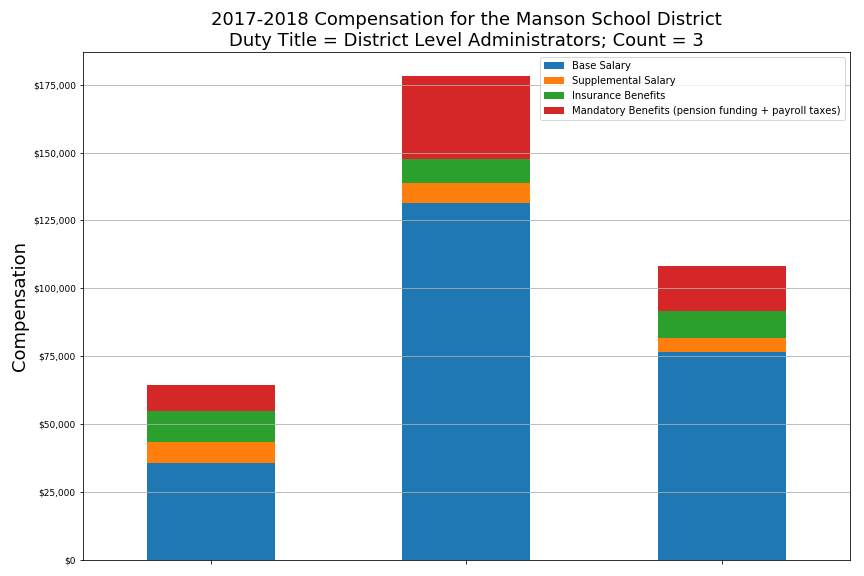 2017-2018 Compensation for the Manson School District
Duty Title = District Level Administrators; Count = 3
Base Salary
Supplemental Salary
Insurance Benefits
Mandatory Benefits (pension funding + payroll taxes)
Compensation
$175,000
$150,000
$125,000
$100,000
$75,000
$50,000
$25,000
$0